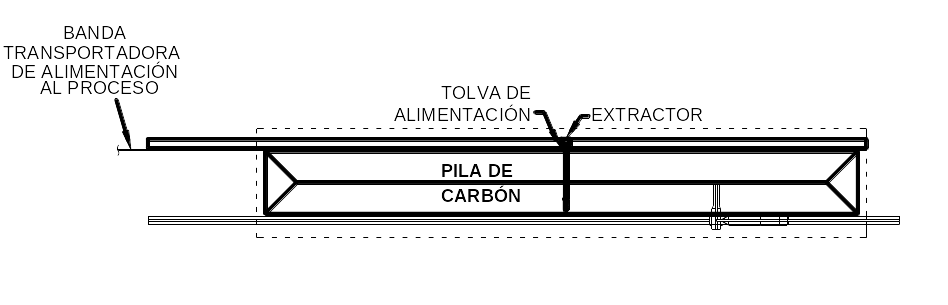 BANDA
TRANSPORTADORA
DE ALIMENTACIÓN
AL PROCESO
TOLVA DE
ALIMENTACIÓN
EXTRACTOR
PILA DE
CARBÓN